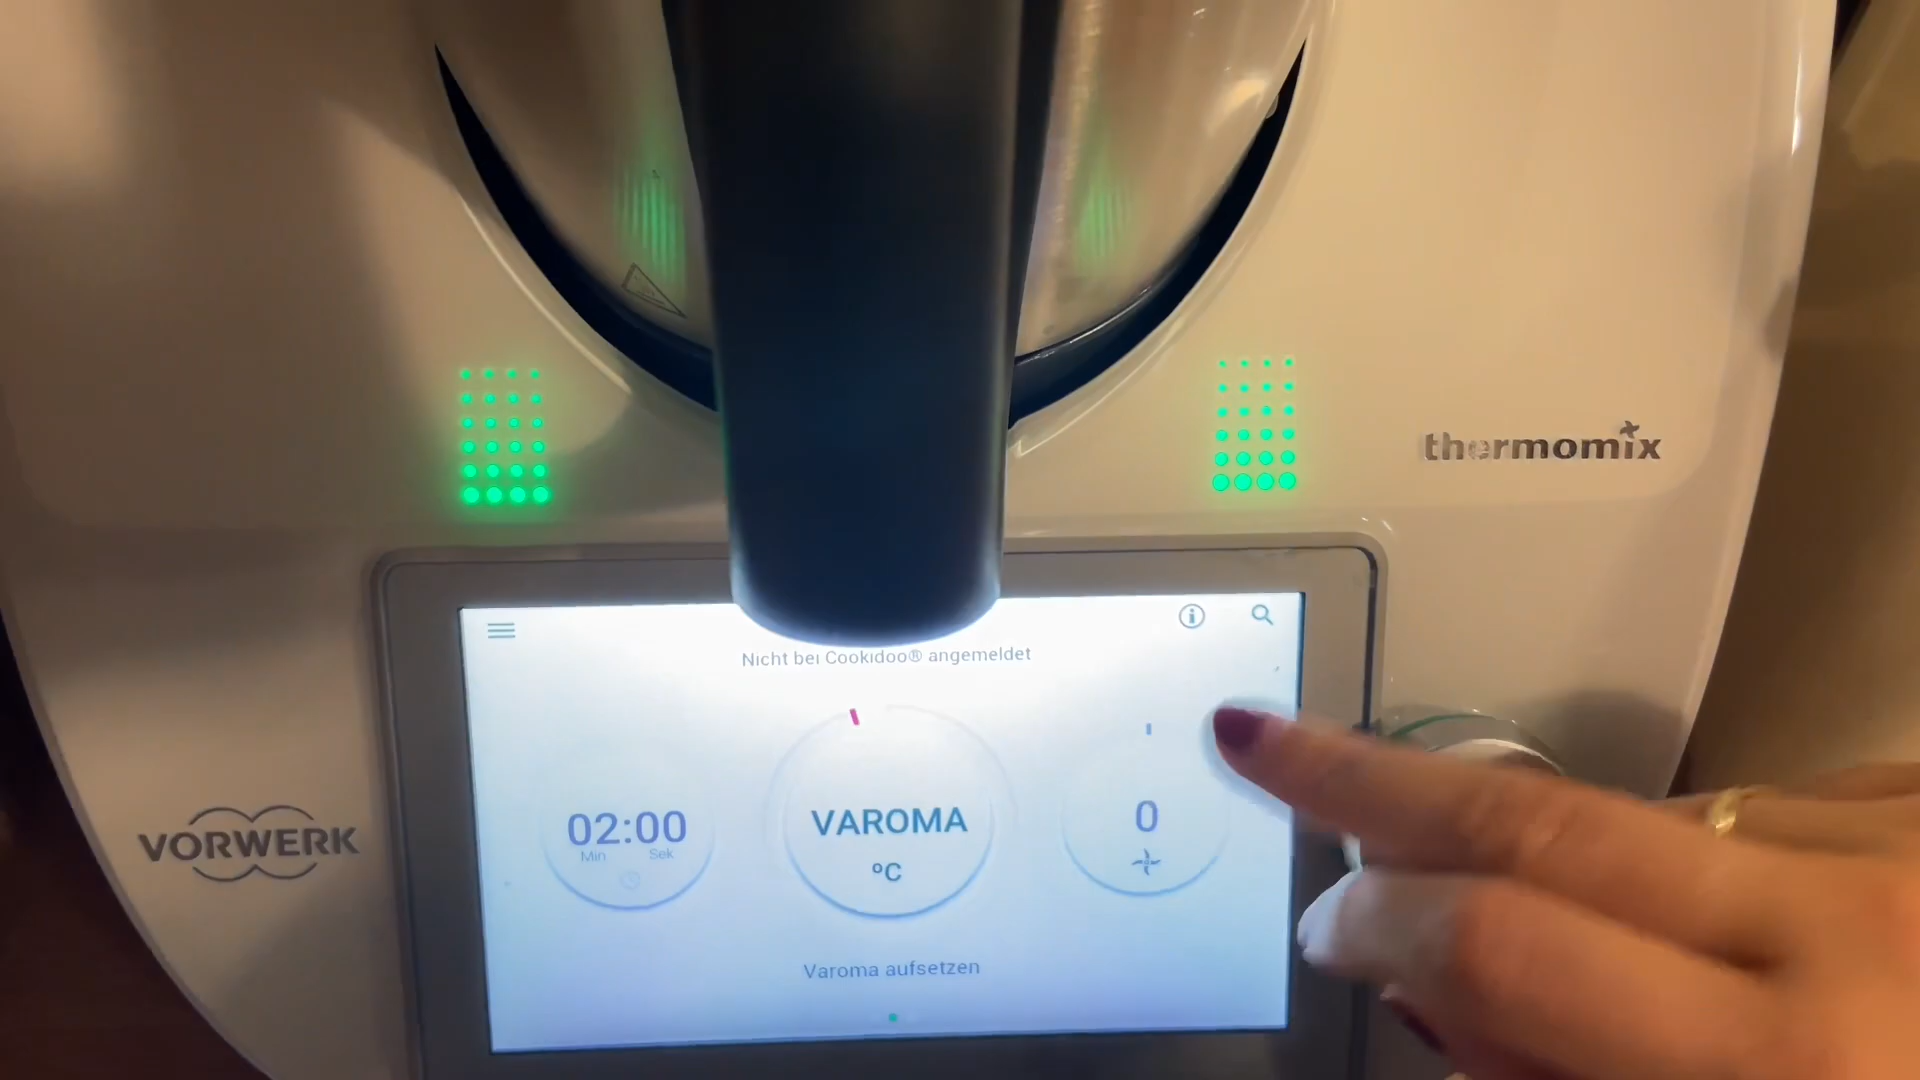 thermomix
Nicht bei Cookidoo® angemeldet
02:00
Min Sek
VAROMA
°C
0
VORWERK
Varoma aufsetzen